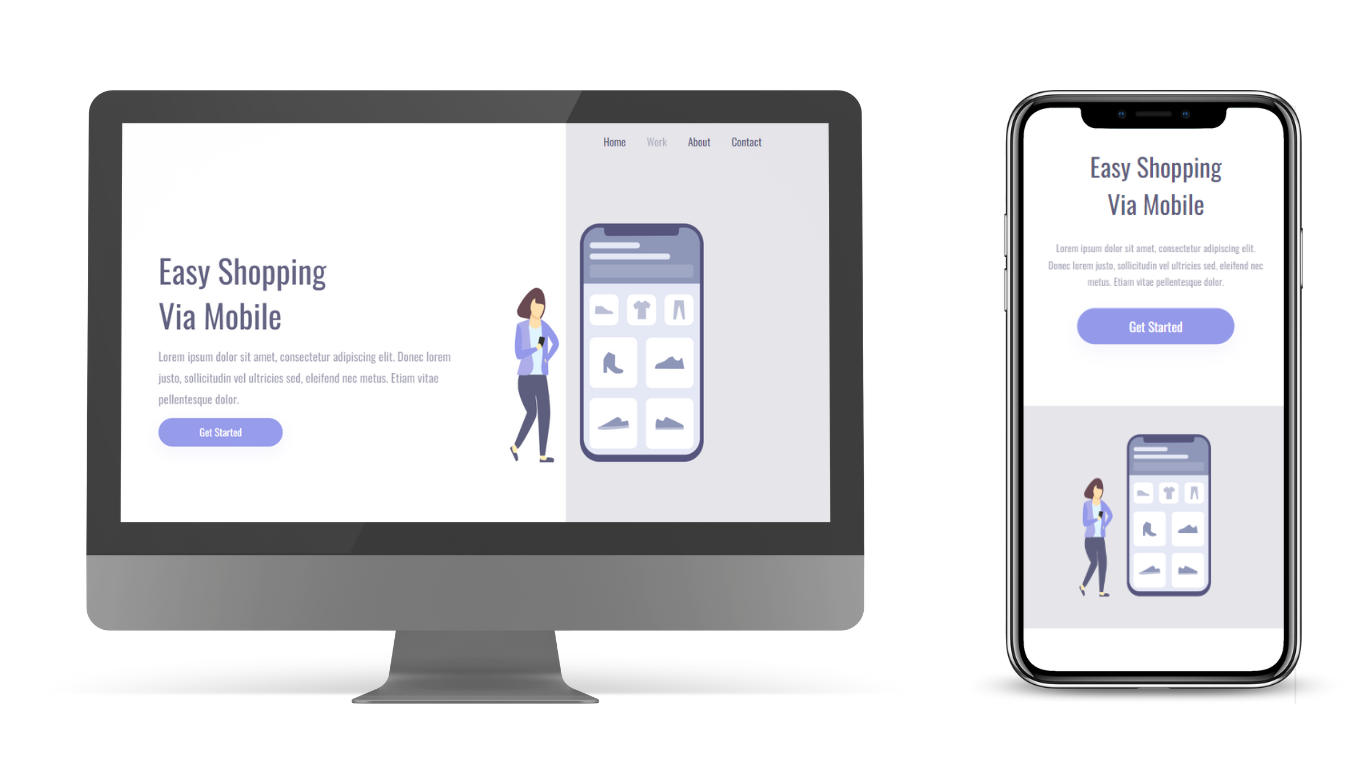 Home Work About Contact
Easy Shopping
Via Mobile
Lorem ipsum dolor sit amet, consectetur adipiscing elit. Donec lorem
justo, sollicitudin vel ultricies sed, eleifend nec metus. Etiam vitae
pellentesque dolor.
Get Started
Easy Shopping
Via Mobile
Lorem ipsum dolor sit amet, consectetur adipiscing elit.
Donec lorem justo, sollicitudin vel ultricies sed, eleifend nec
metus. Etiam vitae pellentesque dolor.
Get Started